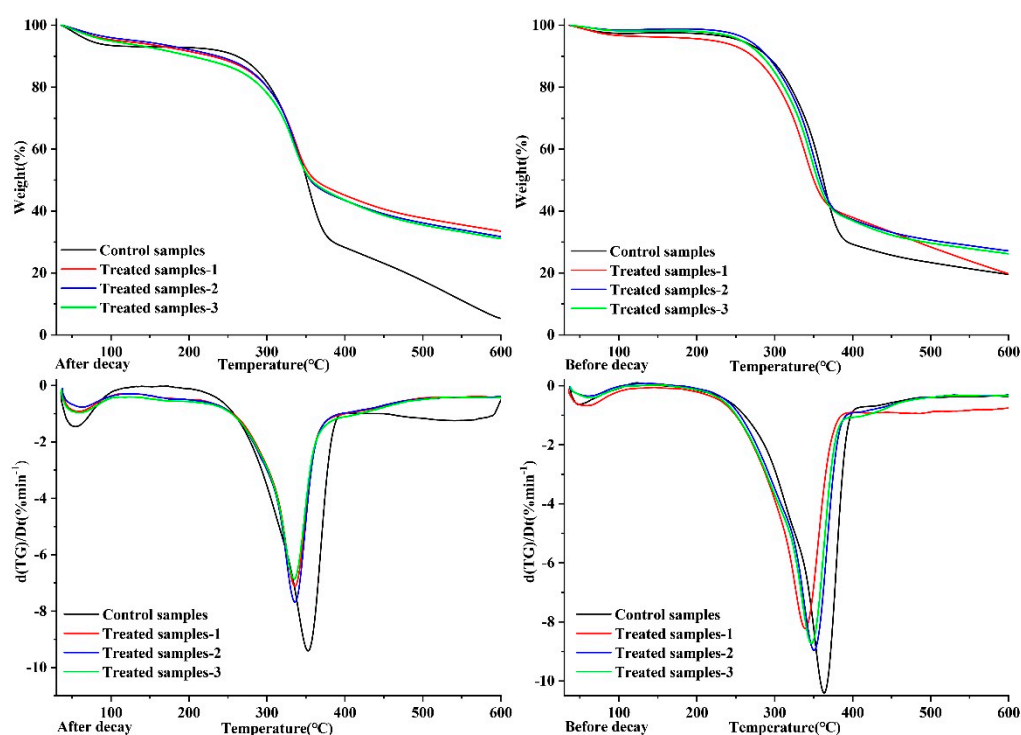 100
80
60
40
20
0
Weight(%)
Control samples
Treated samples-1
Treated samples-2
Treated samples-3
100 200 300 400 500 600
After decay
Temperature(°C)
100
80
60
40
20
0
Weight(%)
Control samples
Treated samples-1
Treated samples-2
Treated samples-3
100 200 300 400 500 600
Before decay
Temperature(°C)
0
-2
-4
-6
-8
-10
d(TG)/Dt(%min⁻¹)
Control samples
Treated samples-1
Treated samples-2
Treated samples-3
100 200 300 400 500 600
After decay
Temperature(°C)
0
-2
-4
-6
-8
-10
d(TG)/Dt(%min⁻¹)
Control samples
Treated samples-1
Treated samples-2
Treated samples-3
100 200 300 400 500 600
Before decay
Temperature(°C)